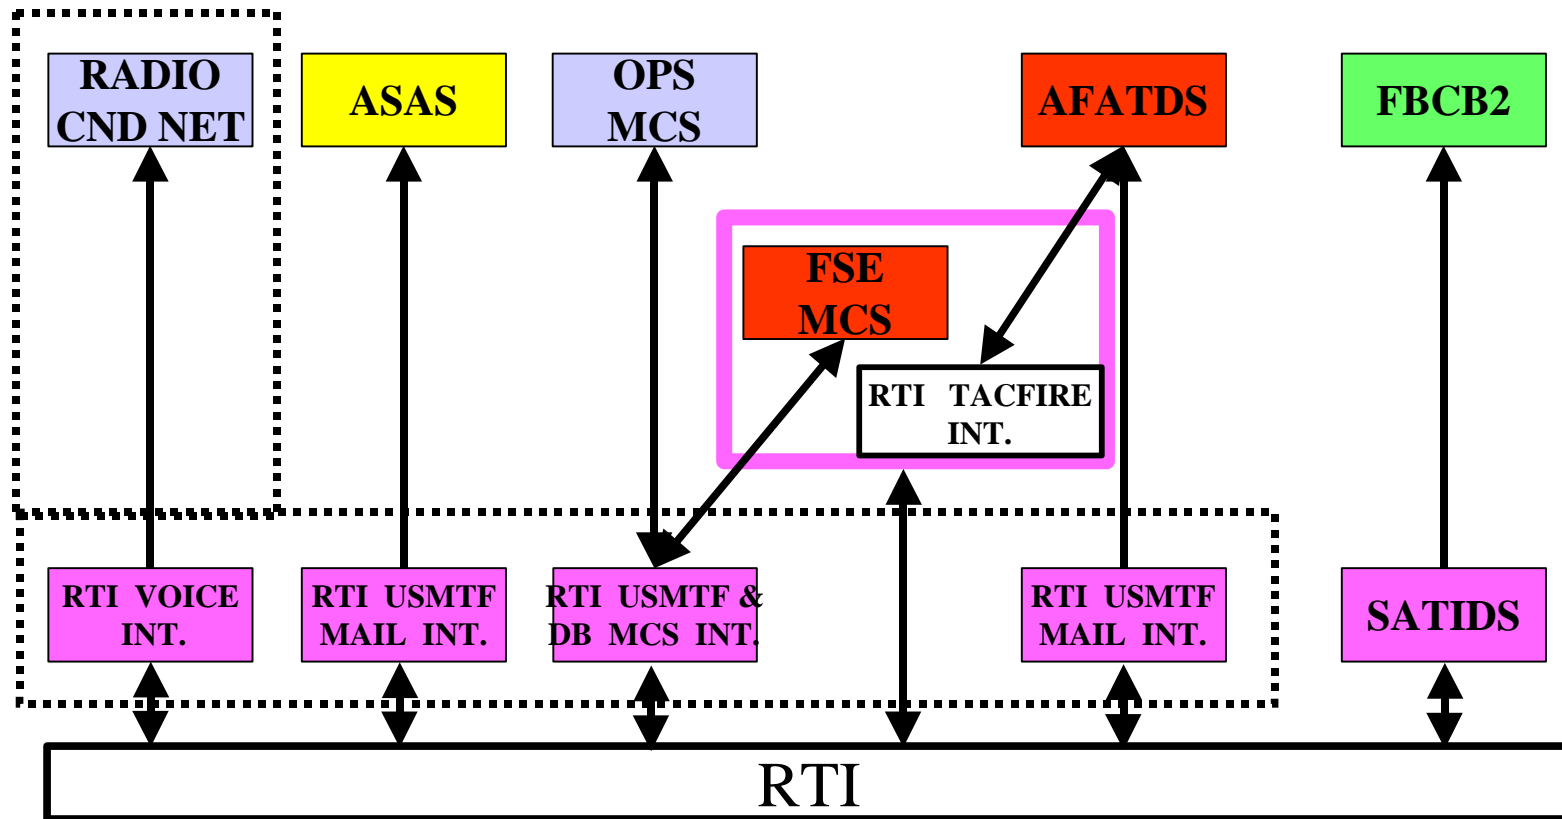 RADIO
CND NET
ASAS
OPS
MCS
AFATDS
FBCB2
FSE
MCS
RTI TACFIRE
INT.
RTI VOICE
INT.
RTI USMTF
MAIL INT.
RTI USMTF &
DB MCS INT.
RTI USMTF
MAIL INT.
SATIDS
RTI